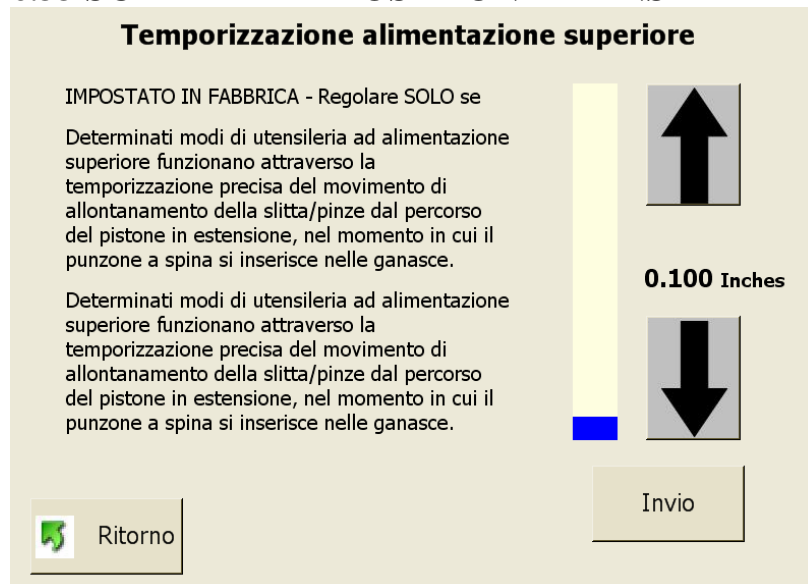 Temporizzazione alimentazione superiore
IMPOSTATO IN FABBRICA - Regolare SOLO se
Determinati modi di utensileria ad alimentazione
superiore funzionano attraverso la
temporizzazione precisa del movimento di
allontanamento della slitta/pinze dal percorso
del pistone in estensione, nel momento in cui il
punzone a spina si inserisce nelle ganasce.
0.100 Inches
Determinati modi di utensileria ad alimentazione
superiore funzionano attraverso la
temporizzazione precisa del movimento di
allontanamento della slitta/pinze dal percorso
del pistone in estensione, nel momento in cui il
punzone a spina si inserisce nelle ganasce.
Invio
Ritorno